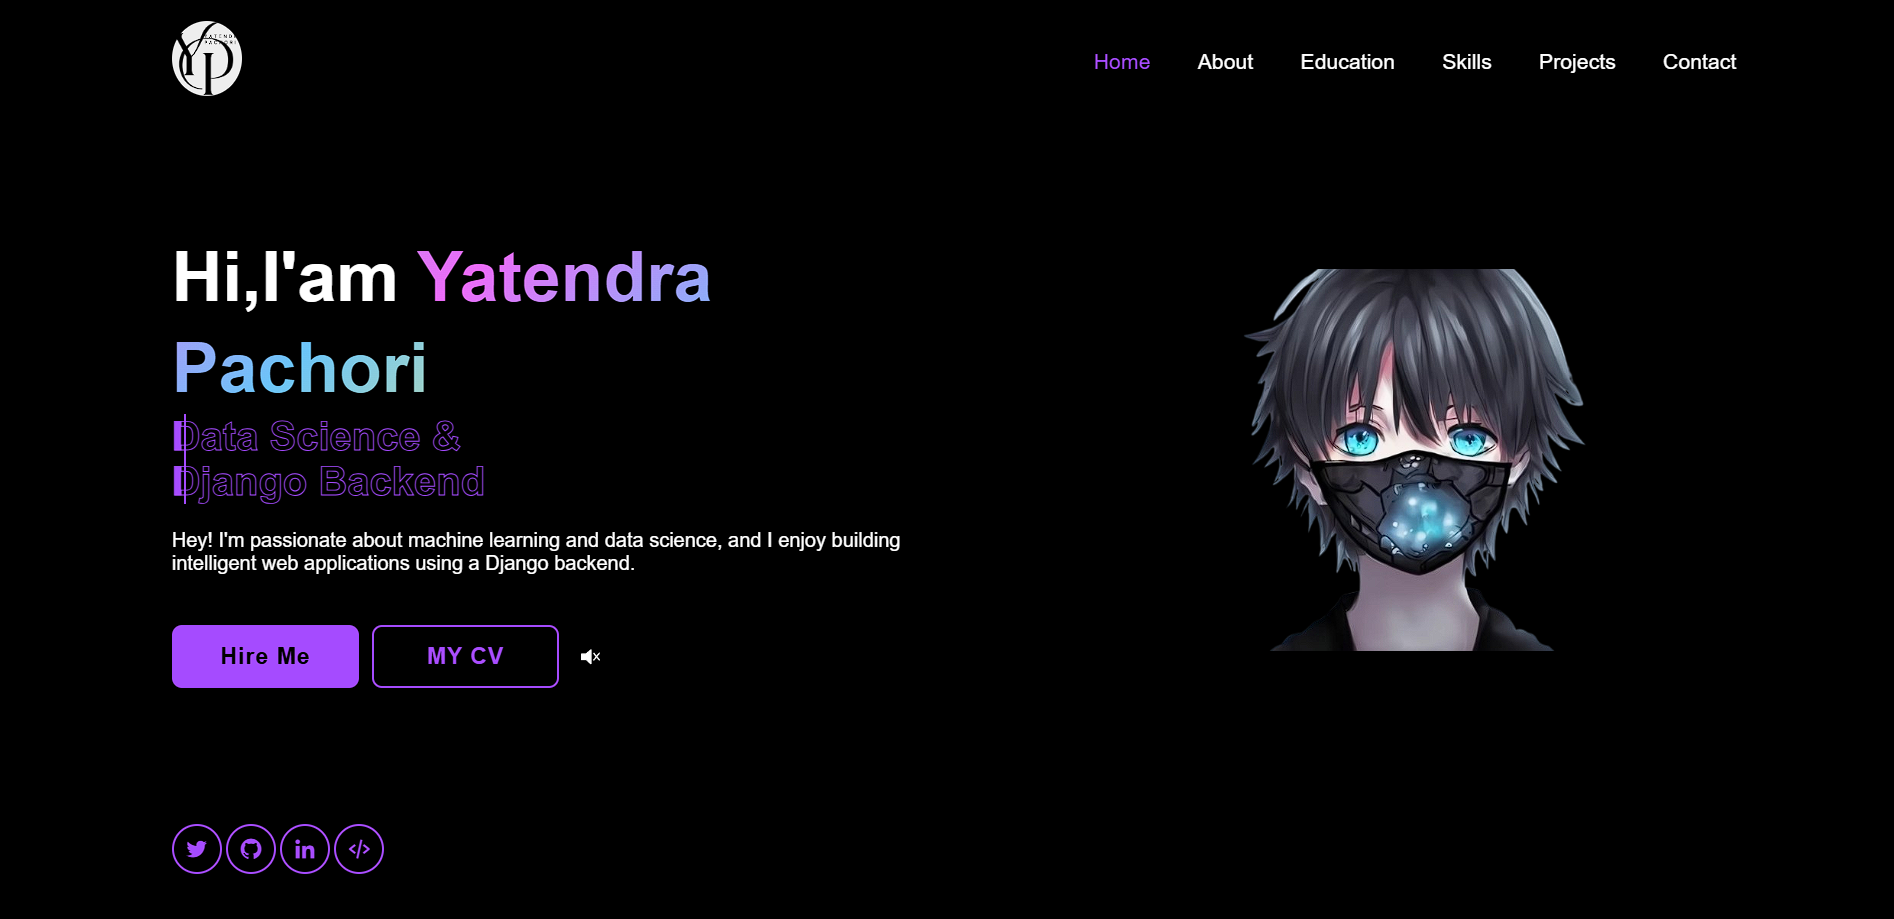 YP
YATENDRA
PACHORI
Home About Education Skills Projects Contact
Hi,I'am Yatendra
Pachori
Data Science &
Django Backend
Hey! I'm passionate about machine learning and data science, and I enjoy building
intelligent web applications using a Django backend.
Hire Me MY CV